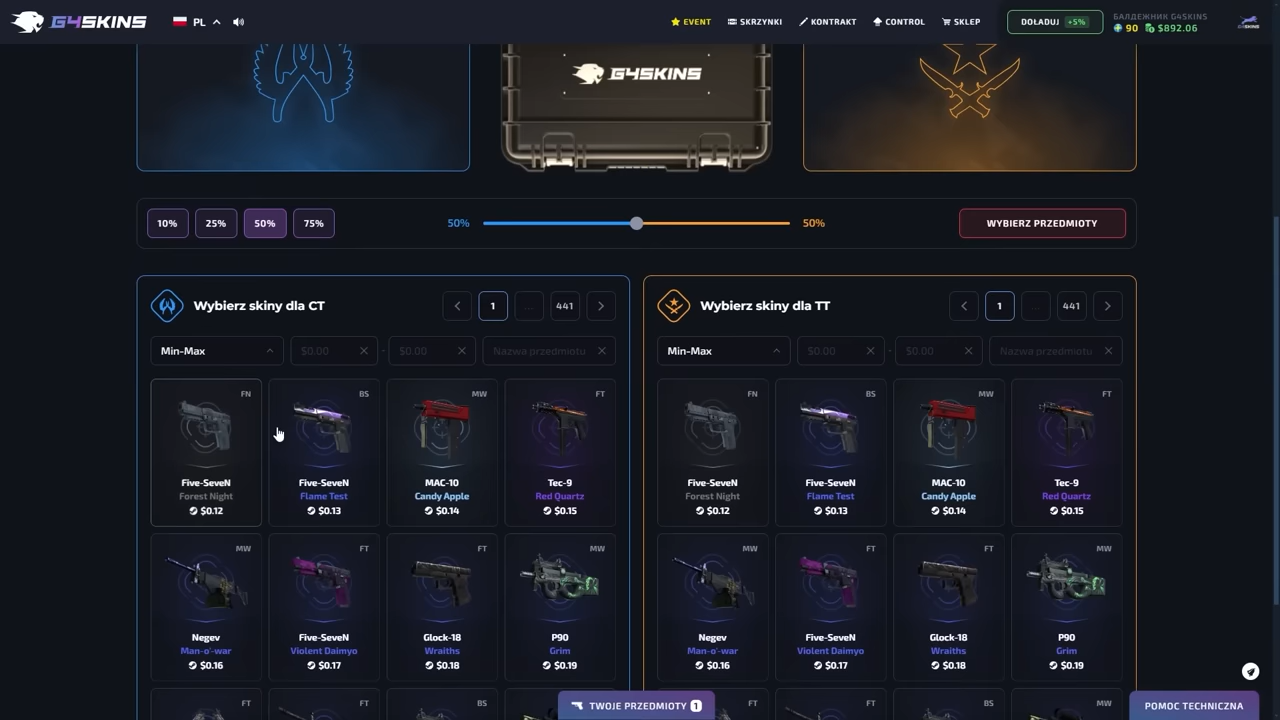 G4SKINS
PL
EVENT
SKRZYNKI
KONTRAKT
CONTROL
SKLEP
DOŁADUJ +5%
БАЛДЕЖНИК G4SKINS
90 $892.06
G4SKINS
10%
25%
50%
75%
50%
50%
WYBIERZ PRZEDMIOTY
Wybierz skiny dla CT
1
...
441
Wybierz skiny dla TT
1
...
441
Min-Max
$0.00
-
$0.00
Nazwa przedmiotu
Min-Max
$0.00
-
$0.00
Nazwa przedmiotu
FN
Five-SeveN
Forest Night
$0.12
BS
Five-SeveN
Flame Test
$0.13
MW
MAC-10
Candy Apple
$0.14
FT
Tec-9
Red Quartz
$0.15
FN
Five-SeveN
Forest Night
$0.12
BS
Five-SeveN
Flame Test
$0.13
MW
MAC-10
Candy Apple
$0.14
FT
Tec-9
Red Quartz
$0.15
MW
Negev
Man-o'-war
$0.16
FT
Five-SeveN
Violent Daimyo
$0.17
FT
Glock-18
Wraiths
$0.18
MW
P90
Grim
$0.19
MW
Negev
Man-o'-war
$0.16
FT
Five-SeveN
Violent Daimyo
$0.17
FT
Glock-18
Wraiths
$0.18
MW
P90
Grim
$0.19
FT
FT
BS
FT
FT
BS
TWOJE PRZEDMIOTY 1
POMOC TECHNICZNA